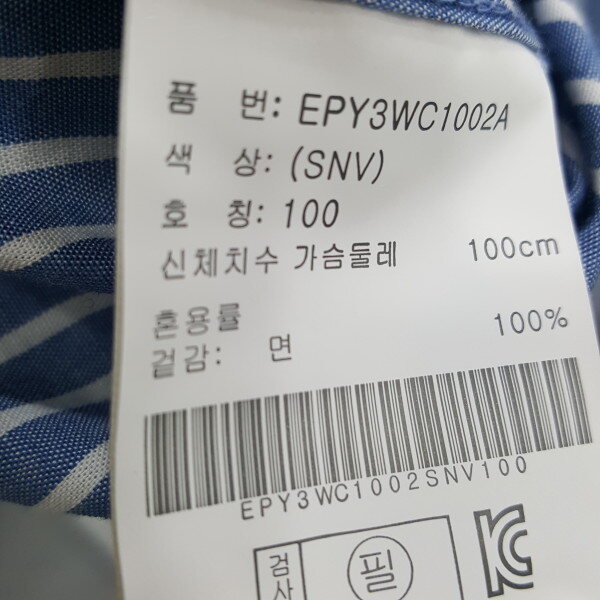 품 번: EPY3WC1002A
색 상: (SNV)
호 칭: 100
신체치수 가슴둘레 100cm
혼용률
겉감: 면 100%
EPY3WC1002SNV100
검사 필
KC